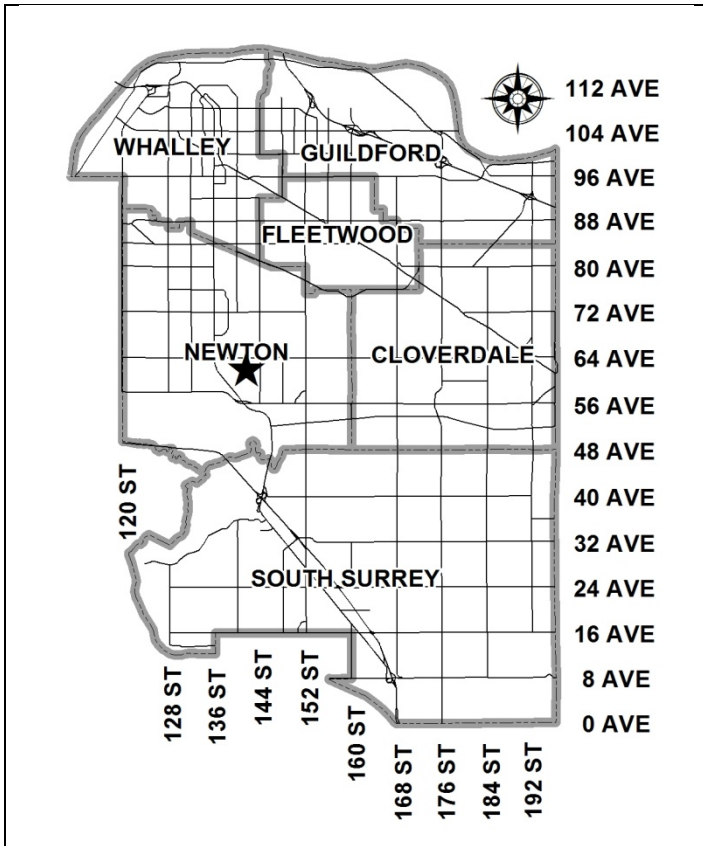 112 AVE
104 AVE
WHALLEY
GUILDFORD
96 AVE
88 AVE
FLEETWOOD
80 AVE
72 AVE
NEWTON
CLOVERDALE
64 AVE
56 AVE
48 AVE
120 ST
40 AVE
32 AVE
SOUTH SURREY
24 AVE
16 AVE
128 ST
136 ST
144 ST
152 ST
160 ST
168 ST
176 ST
184 ST
192 ST
8 AVE
0 AVE